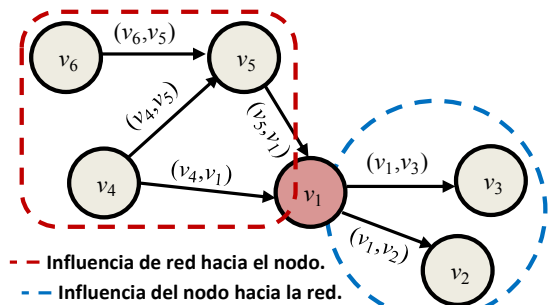 (v6,v5)
v6
v5
(v4,v5)
(v5,v1)
v4
(v4,v1)
v1
(v1,v3)
v3
(v1,v2)
v2
Influencia de red hacia el nodo.
Influencia del nodo hacia la red.